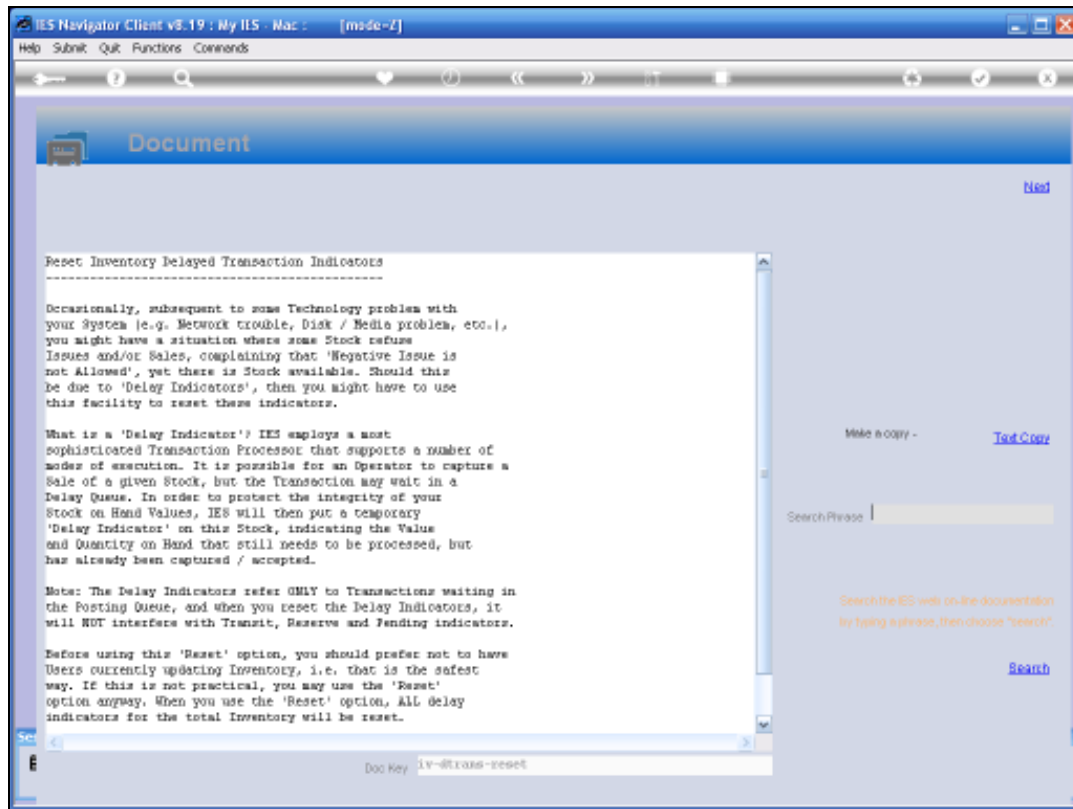 IES Navigator Client v8.19 : My IES - Mac : [mode=Z]
Help Submit Quit Functions Commands
Document
Next
Reset Inventory Delayed Transaction Indicators
----------------------------------------------
Occasionally, subsequent to some Technology problem with
your System (e.g. Network trouble, Disk / Media problem, etc.),
you might have a situation where some Stock refuse
Issues and/or Sales, complaining that 'Negative Issue is
not Allowed', yet there is Stock available. Should this
be due to 'Delay Indicators', then you might have to use
this facility to reset these indicators.
What is a 'Delay Indicator'? IES employs a most
sophisticated Transaction Processor that supports a number of
modes of execution. It is possible for an Operator to capture a
Sale of a given Stock, but the Transaction may wait in a
Delay Queue. In order to protect the integrity of your
Stock on Hand Values, IES will then put a temporary
'Delay Indicator' on this Stock, indicating the Value
and Quantity on Hand that still needs to be processed, but
has already been captured / accepted.
Note: The Delay Indicators refer ONLY to Transactions waiting in
the Posting Queue, and when you reset the Delay Indicators, it
will NOT interfere with Transit, Reserve and Pending indicators.
Before using this 'Reset' option, you should prefer not to have
Users currently updating Inventory, i.e. that is the safest
way. If this is not practical, you may use the 'Reset'
option anyway. When you use the 'Reset' option, ALL delay
indicators for the total Inventory will be reset.
Make a copy - Text Copy
Search Phrase
Search the IES web on-line documentation
by typing a phrase, then choose "search".
Search
Doc Key iv-dtrans-reset